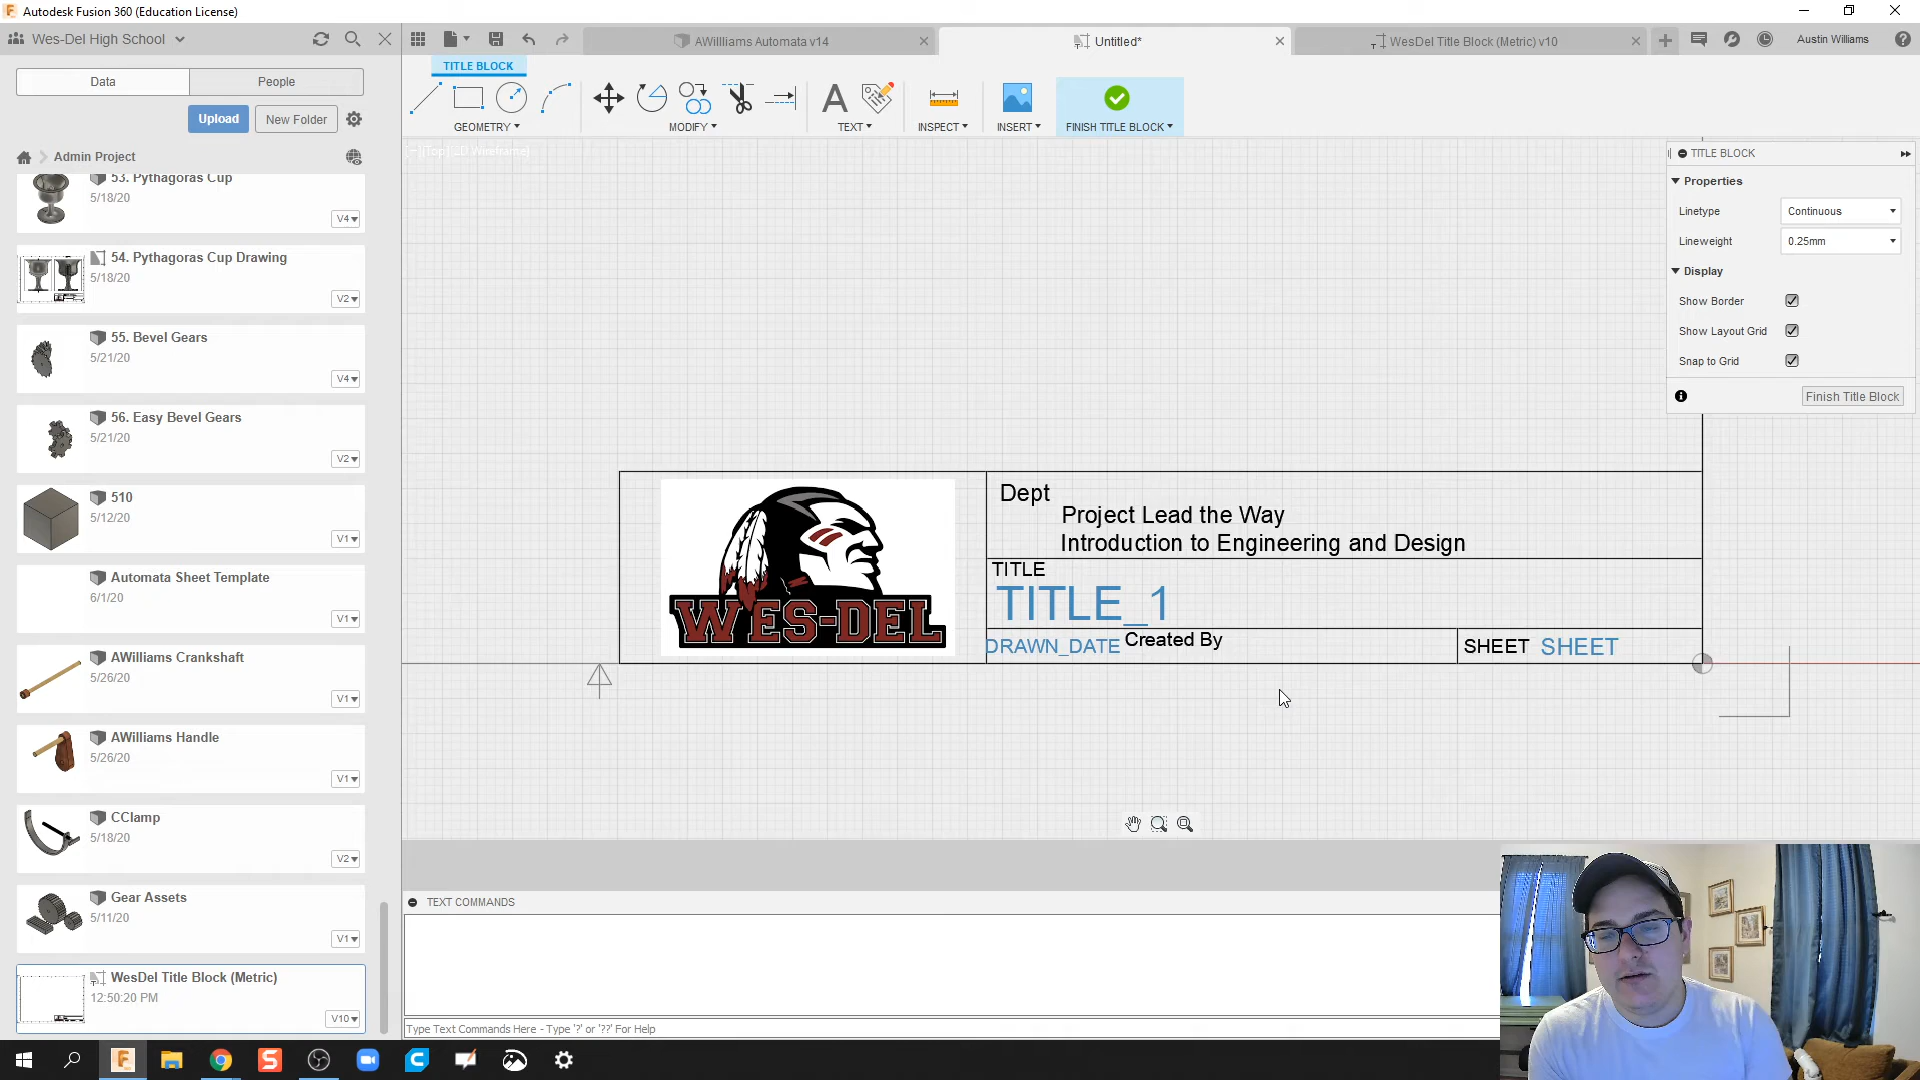 Autodesk Fusion 360 (Education License)
Wes-Del High School
AWillliams Automata v14
Untitled*
WesDel Title Block (Metric) v10
Austin Williams
Data
People
Upload
New Folder
Admin Project
53. Pythagoras Cup
5/18/20
V4
54. Pythagoras Cup Drawing
5/18/20
V2
55. Bevel Gears
5/21/20
V4
56. Easy Bevel Gears
5/21/20
V2
510
5/12/20
V1
Automata Sheet Template
6/1/20
V1
AWilliams Crankshaft
5/26/20
V1
AWilliams Handle
5/26/20
V1
CClamp
5/18/20
V2
Gear Assets
5/11/20
V1
WesDel Title Block (Metric)
12:50:20 PM
V10
TITLE BLOCK
GEOMETRY
MODIFY
TEXT
INSPECT
INSERT
FINISH TITLE BLOCK
[−][Top][2D Wireframe]
TITLE BLOCK
Properties
Linetype
Continuous
Lineweight
0.25mm
Display
Show Border
Show Layout Grid
Snap to Grid
Finish Title Block
WES-DEL
Dept
Project Lead the Way
Introduction to Engineering and Design
TITLE
TITLE_1
DRAWN_DATE Created By
SHEET SHEET
TEXT COMMANDS
Type Text Commands Here - Type '?' or '??' For Help